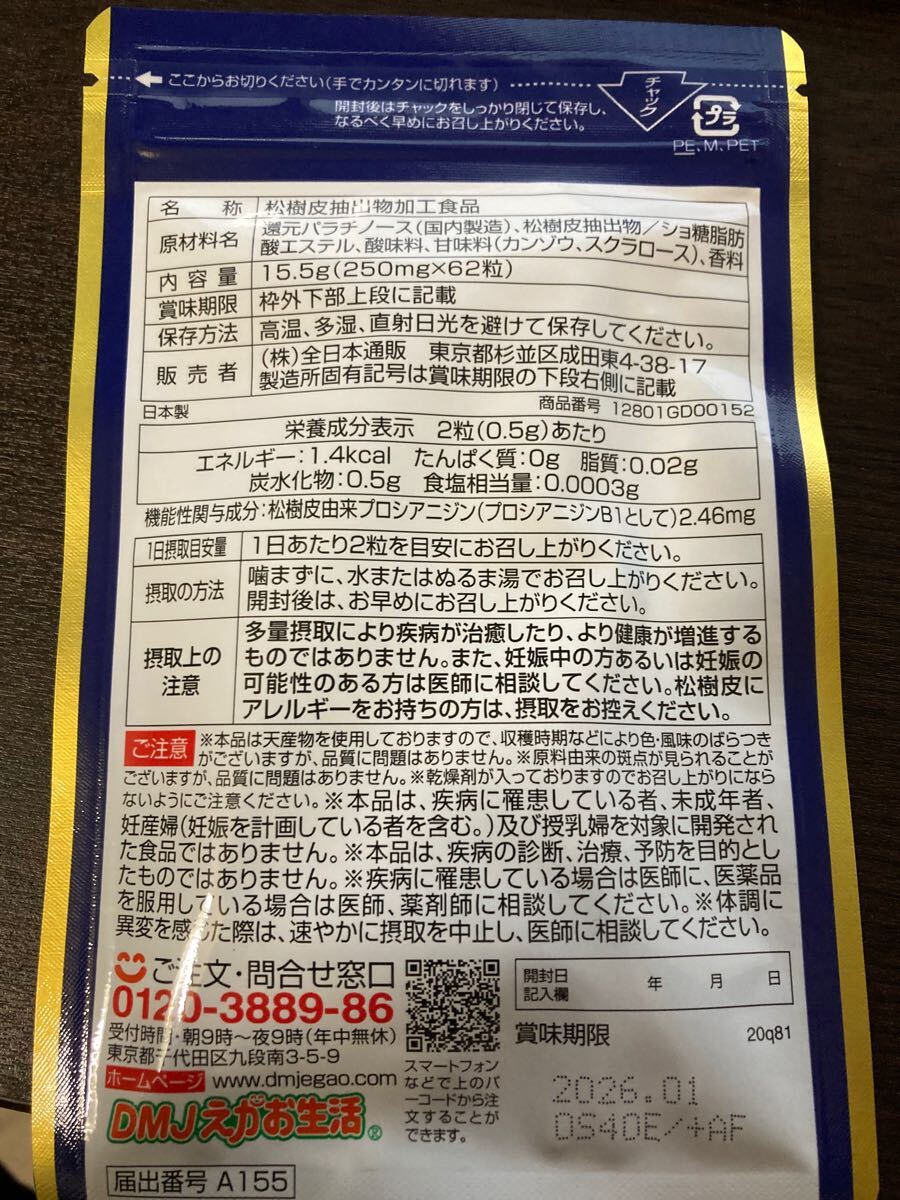 ここからお切りください(手でカンタンに切れます)
チャック
開封後はチャックをしっかり閉じて保存し、
なるべく早めにお召し上がりください。
プラ
PE、M、PET
名称 松樹皮抽出物加工食品
原材料名 還元パラチノース(国内製造)、松樹皮抽出物/ショ糖脂肪
酸エステル、酸味料、甘味料(カンゾウ、スクラロース)、香料
内容量 15.5g(250mg×62粒)
賞味期限 枠外下部上段に記載
保存方法 高温、多湿、直射日光を避けて保存してください。
販売者 (株)全日本通販 東京都杉並区成田東4-38-17
製造所固有記号は賞味期限の下段右側に記載
日本製 商品番号 12801GD00152
栄養成分表示 2粒(0.5g)あたり
エネルギー:1.4kcal たんぱく質:0g 脂質:0.02g
炭水化物:0.5g 食塩相当量:0.0003g
機能性関与成分:松樹皮由来プロシアニジン(プロシアニジンB1として)2.46mg
1日摂取目安量 1日あたり2粒を目安にお召し上がりください。
摂取の方法 噛まずに、水またはぬるま湯でお召し上がりください。
開封後は、お早めにお召し上がりください。
摂取上の注意 多量摂取により疾病が治癒したり、より健康が増進する
ものではありません。また、妊娠中の方あるいは妊娠の
可能性のある方は医師に相談してください。松樹皮に
アレルギーをお持ちの方は、摂取をお控えください。
ご注意 ※本品は天産物を使用しておりますので、収穫時期などにより色・風味のばらつき
がございますが、品質に問題はありません。※原料由来の斑点が見られることが
ございますが、品質に問題はありません。※乾燥剤が入っておりますのでお召し上がりになら
ないようにご注意ください。※本品は、疾病に罹患している者、未成年者、
妊産婦(妊娠を計画している者を含む。)及び授乳婦を対象に開発され
た食品ではありません。※本品は、疾病の診断、治療、予防を目的とし
たものではありません。※疾病に罹患している場合は医師に、医薬品
を服用している場合は医師、薬剤師に相談してください。※体調に
異変を感じた際は、速やかに摂取を中止し、医師に相談してください。
ご注文・問合せ窓口
0120-3889-86
受付時間・朝9時〜夜9時(年中無休)
東京都千代田区九段南3-5-9
ホームページ www.dmjegao.com
DMJえがお生活®
スマートフォン
などで上のバ
ーコードから注
文することが
できます。
開封日
記入欄 年 月 日
賞味期限 20q81
2026.01
OS40E/+AF
届出番号 A155